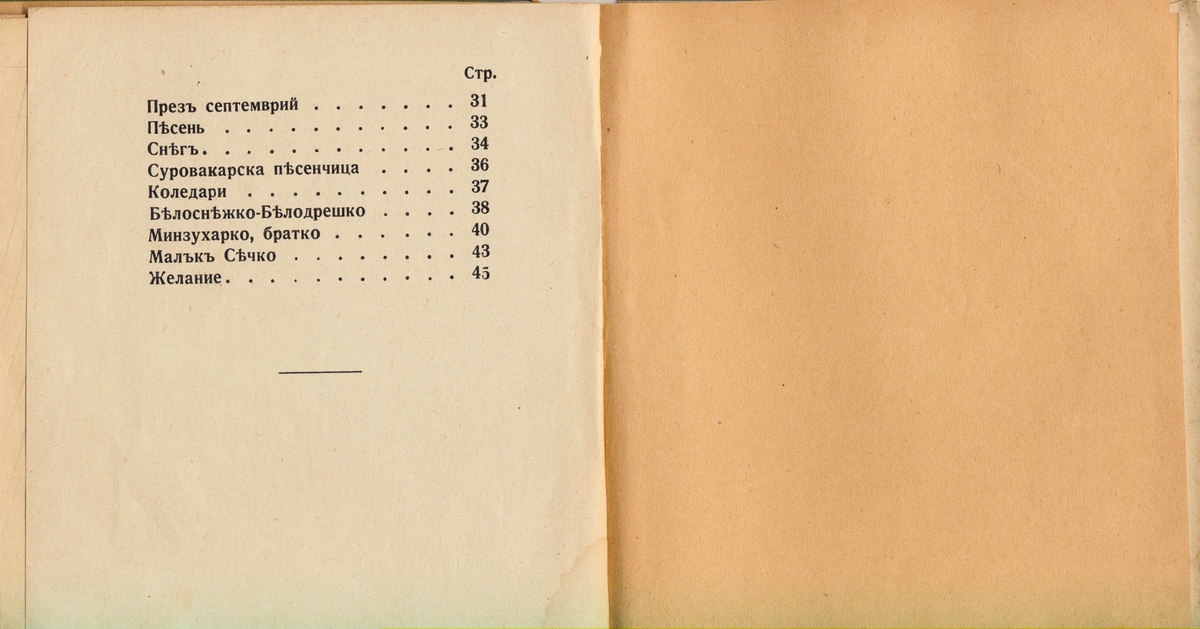 Стр.
Презъ септемврий . . . . . . . 31
Пѣсень . . . . . . . . . . . 33
Снѣгъ. . . . . . . . . . . . 34
Суровакарска пѣсенчица . . . . 36
Коледари . . . . . . . . . . 37
Бѣлоснѣжко-Бѣлодрешко . . . . 38
Минзухарко, братко . . . . . . 40
Малъкъ Сѣчко . . . . . . . . 43
Желание. . . . . . . . . . . 45